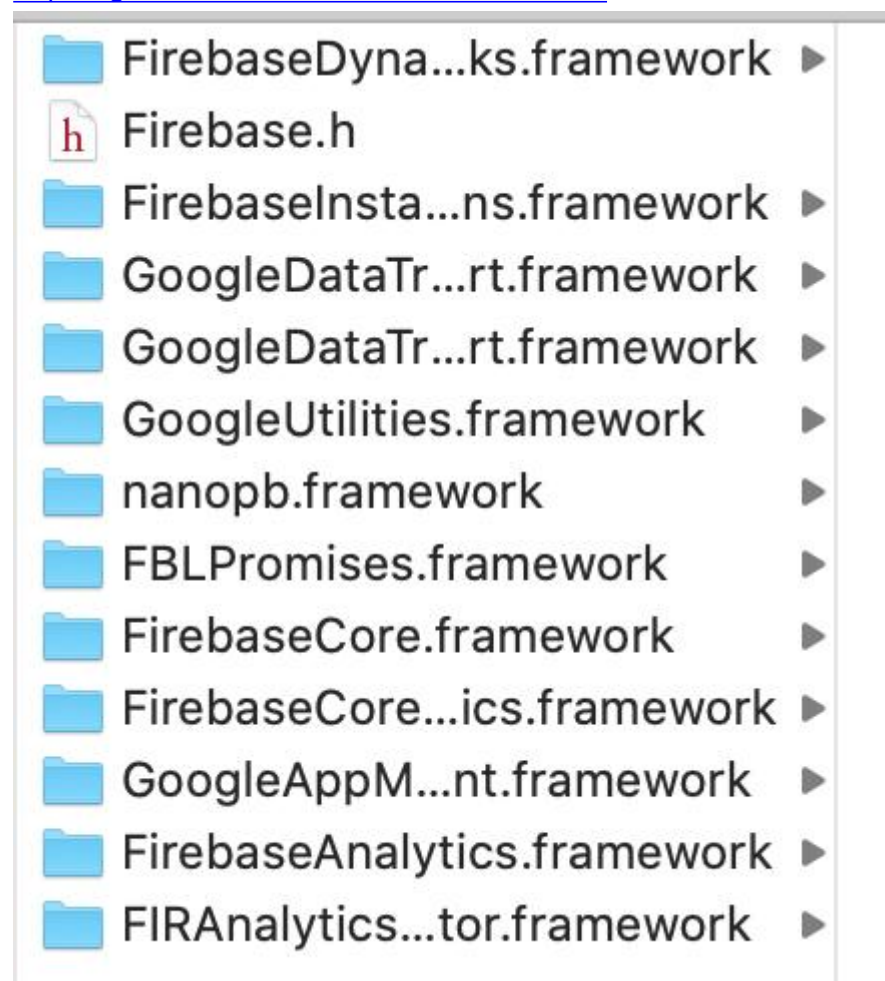 FirebaseDyna...ks.framework
h Firebase.h
FirebaseInsta...ns.framework
GoogleDataTr...rt.framework
GoogleDataTr...rt.framework
GoogleUtilities.framework
nanopb.framework
FBLPromises.framework
FirebaseCore.framework
FirebaseCore...ics.framework
GoogleAppM...nt.framework
FirebaseAnalytics.framework
FIRAnalytics...tor.framework